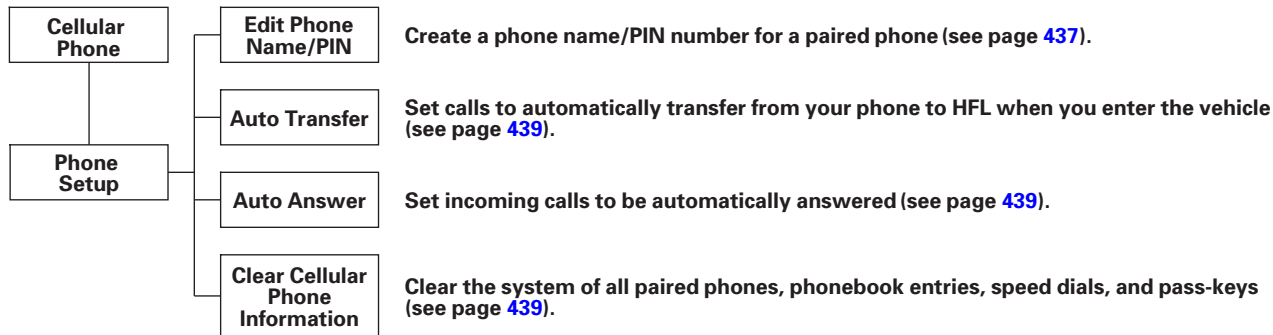 Cellular
Phone
Phone
Setup
Edit Phone
Name/PIN
Create a phone name/PIN number for a paired phone (see page 437).
Auto Transfer
Set calls to automatically transfer from your phone to HFL when you enter the vehicle
(see page 439).
Auto Answer
Set incoming calls to be automatically answered (see page 439).
Clear Cellular
Phone
Information
Clear the system of all paired phones, phonebook entries, speed dials, and pass-keys
(see page 439).